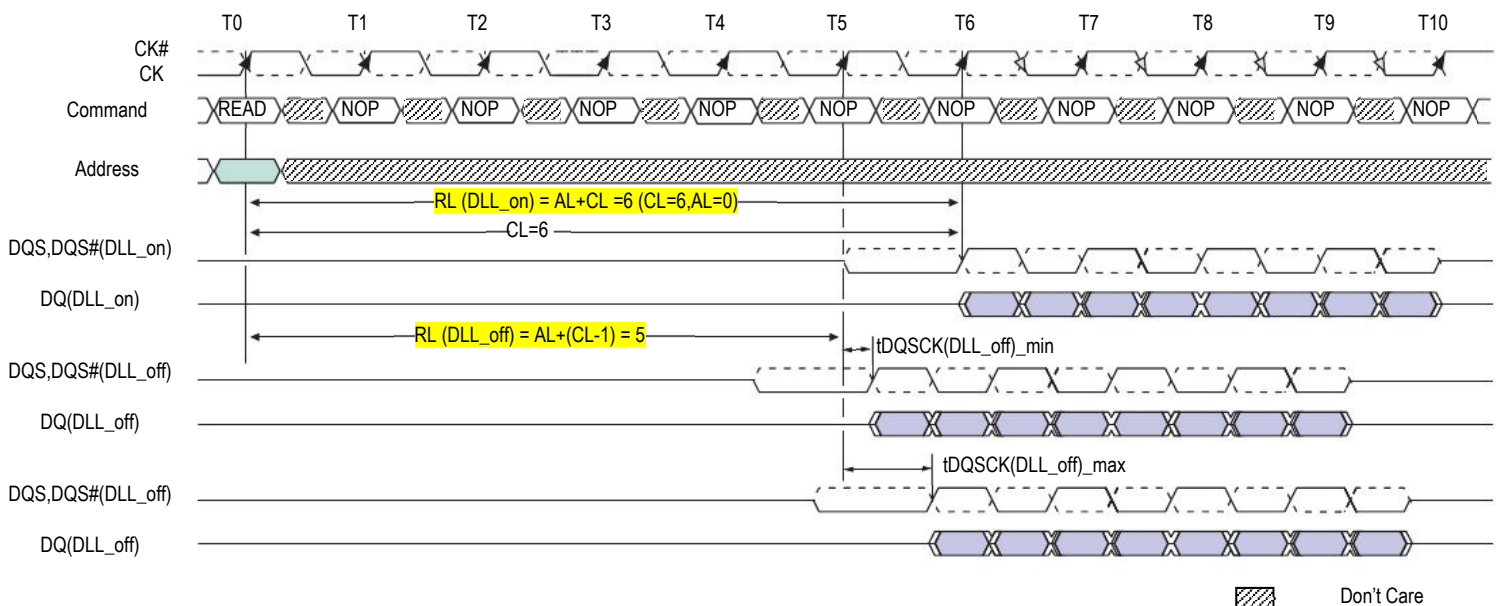 T0 T1 T2 T3 T4 T5 T6 T7 T8 T9 T10
CK#
CK
Command READ NOP NOP NOP NOP NOP NOP NOP NOP NOP NOP
Address
RL (DLL_on) = AL+CL =6 (CL=6,AL=0)
CL=6
DQS,DQS#(DLL_on)
DQ(DLL_on)
RL (DLL_off) = AL+(CL-1) = 5
tDQSCK(DLL_off)_min
DQS,DQS#(DLL_off)
DQ(DLL_off)
tDQSCK(DLL_off)_max
DQS,DQS#(DLL_off)
DQ(DLL_off)
Don't Care